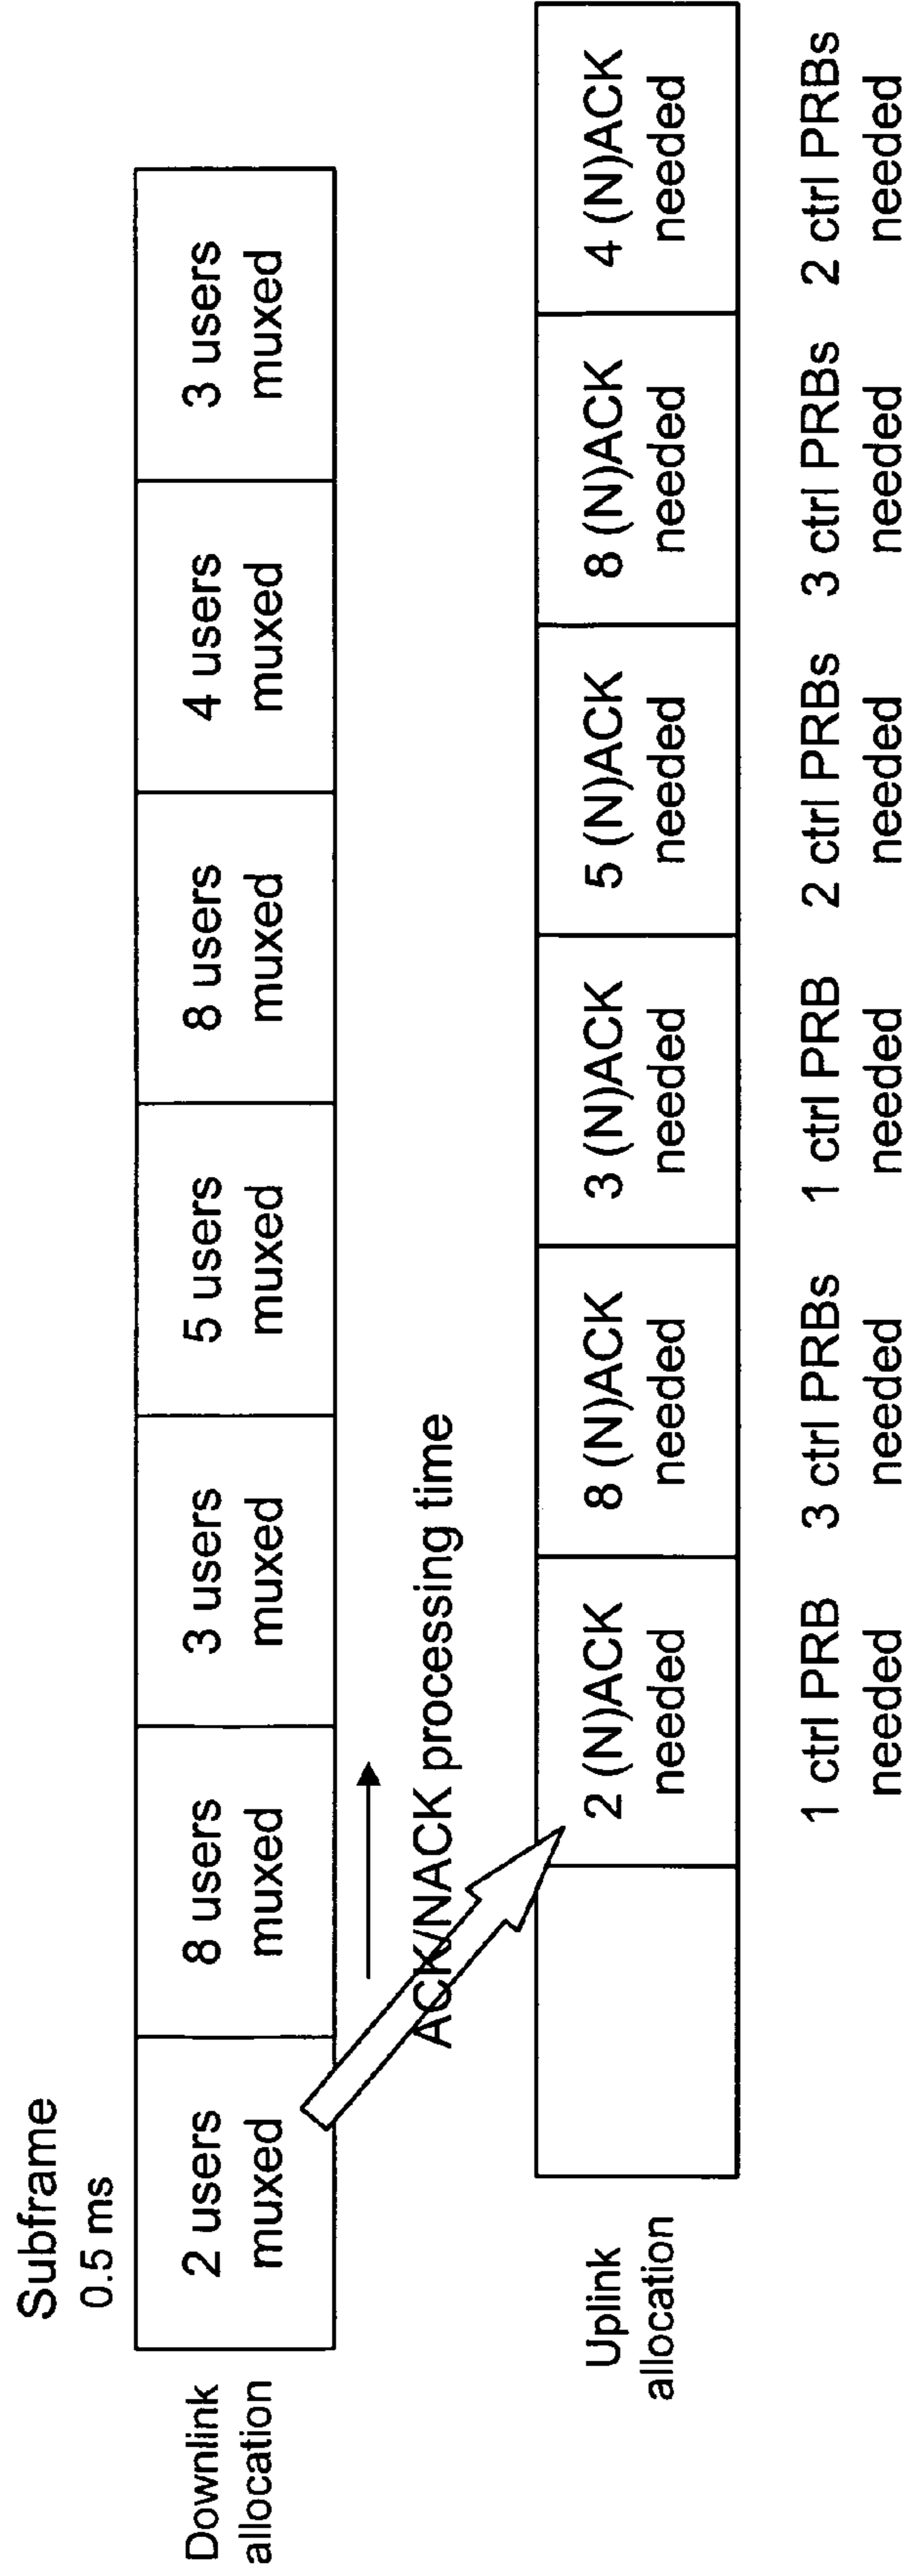 Subframe
0.5 ms
Downlink
allocation
2 users
muxed
8 users
muxed
3 users
muxed
5 users
muxed
8 users
muxed
4 users
muxed
3 users
muxed
ACK/NACK processing time
Uplink
allocation
2 (N)ACK
needed
8 (N)ACK
needed
3 (N)ACK
needed
5 (N)ACK
needed
8 (N)ACK
needed
4 (N)ACK
needed
1 ctrl PRB
needed
3 ctrl PRBs
needed
1 ctrl PRB
needed
2 ctrl PRBs
needed
3 ctrl PRBs
needed
2 ctrl PRBs
needed